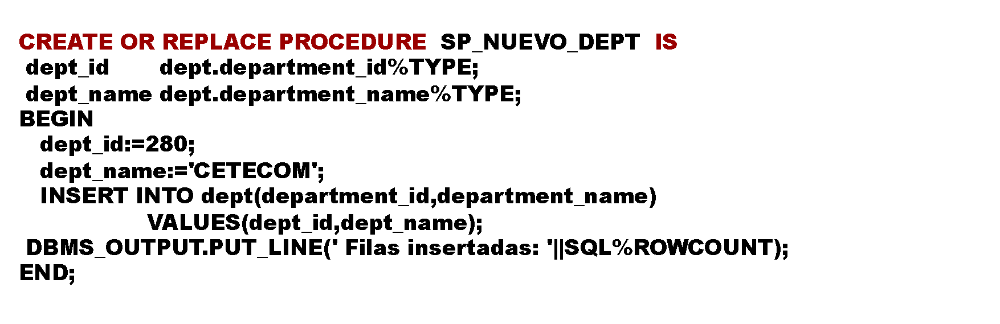 CREATE OR REPLACE PROCEDURE SP_NUEVO_DEPT IS
dept_id dept.department_id%TYPE;
dept_name dept.department_name%TYPE;
BEGIN
dept_id:=280;
dept_name:='CETECOM';
INSERT INTO dept(department_id,department_name)
VALUES(dept_id,dept_name);
DBMS_OUTPUT.PUT_LINE(' Filas insertadas: '||SQL%ROWCOUNT);
END;